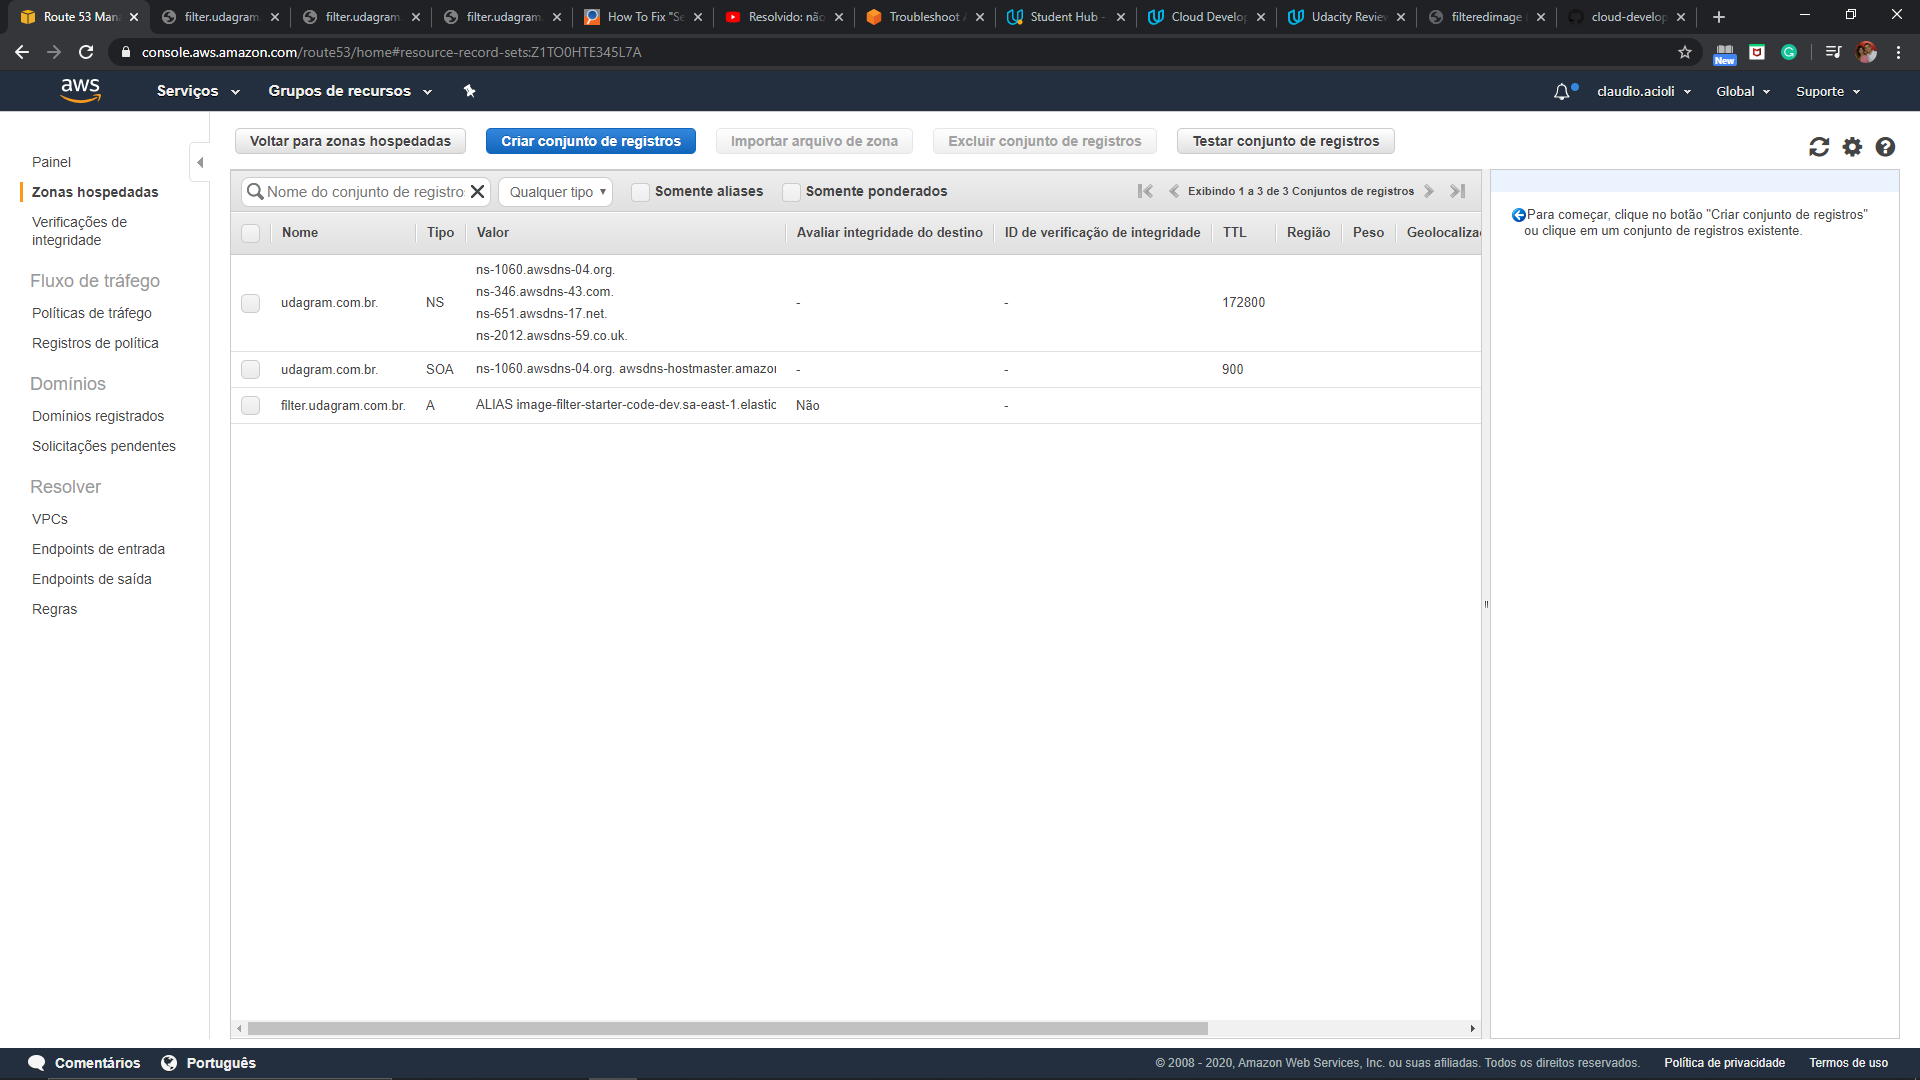 Route 53 Man
filter.udagram.
filter.udagram.
filter.udagram.
How To Fix "Se
Resolvido: não
Troubleshoot
Student Hub -
Cloud Develop
Udacity Review
filteredimage
cloud-develop
console.aws.amazon.com/route53/home#resource-record-sets:Z1TO0HTE345L7A
New
aws
Serviços
Grupos de recursos
claudio.acioli
Global
Suporte
Voltar para zonas hospedadas
Criar conjunto de registros
Importar arquivo de zona
Excluir conjunto de registros
Testar conjunto de registros
Painel
Zonas hospedadas
Verificações de
integridade
Fluxo de tráfego
Políticas de tráfego
Registros de política
Domínios
Domínios registrados
Solicitações pendentes
Resolver
VPCs
Endpoints de entrada
Endpoints de saída
Regras
Nome do conjunto de registro
Qualquer tipo
Somente aliases
Somente ponderados
Exibindo 1 a 3 de 3 Conjuntos de registros
Nome Tipo Valor Avaliar integridade do destino ID de verificação de integridade TTL Região Peso Geolocaliza
udagram.com.br. NS
ns-1060.awsdns-04.org.
ns-346.awsdns-43.com.
ns-651.awsdns-17.net.
ns-2012.awsdns-59.co.uk.
- - 172800
udagram.com.br. SOA ns-1060.awsdns-04.org. awsdns-hostmaster.amazon - - 900
filter.udagram.com.br. A ALIAS image-filter-starter-code-dev.sa-east-1.elastic Não -
Para começar, clique no botão "Criar conjunto de registros"
ou clique em um conjunto de registros existente.
Comentários
Português
© 2008 - 2020, Amazon Web Services, Inc. ou suas afiliadas. Todos os direitos reservados.
Política de privacidade
Termos de uso